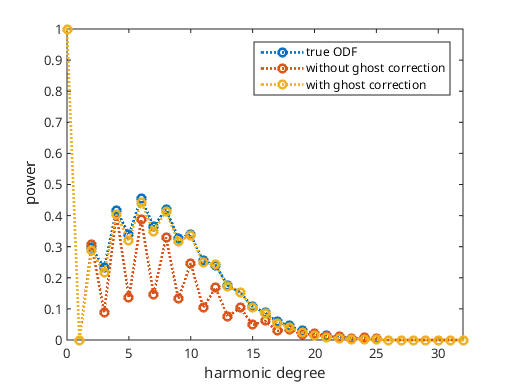 true ODF
without ghost correction
with ghost correction
1
0.9
0.8
0.7
0.6
0.5
0.4
0.3
0.2
0.1
0
power
0 5 10 15 20 25 30
harmonic degree